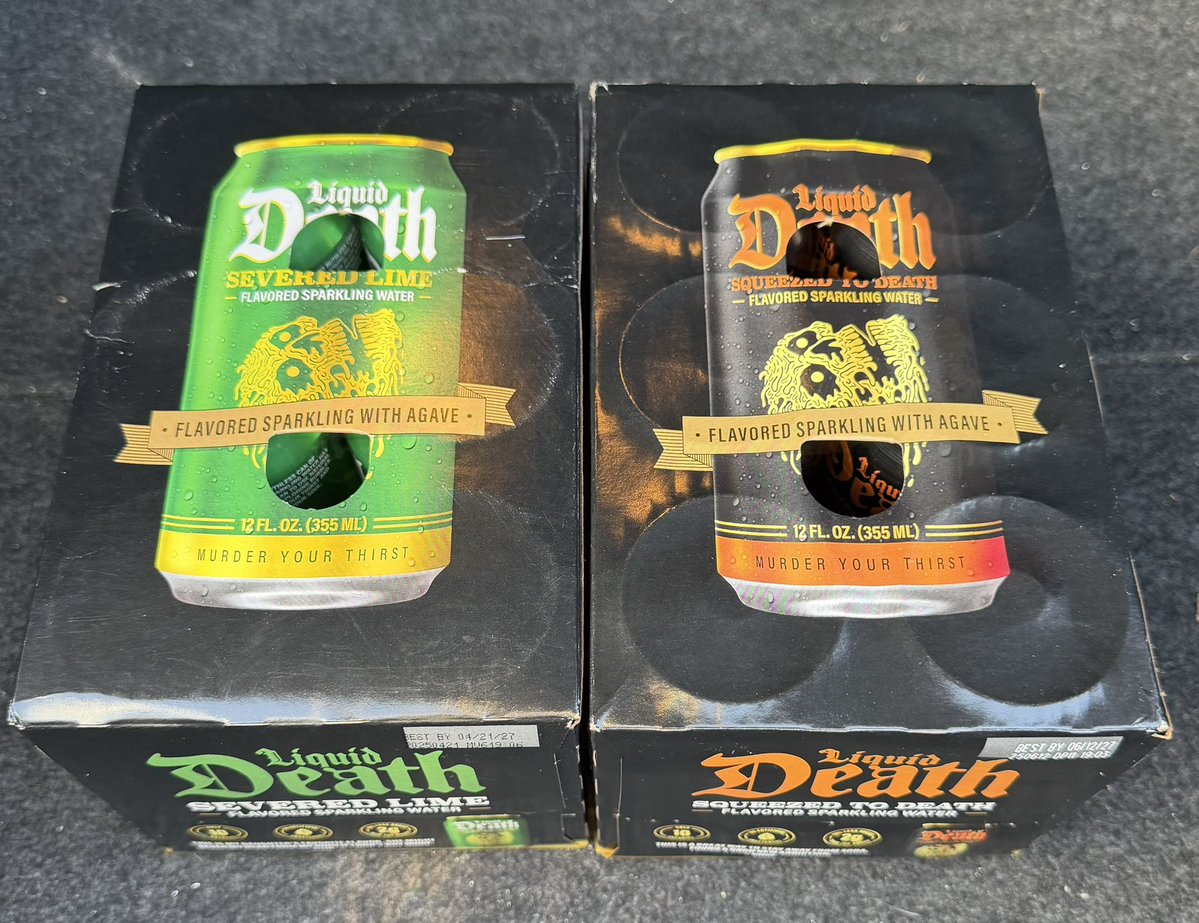 Liquid
Death
SEVERED LIME
FLAVORED SPARKLING WATER
· FLAVORED SPARKLING WITH AGAVE ·
12 FL. OZ. (355 ML)
MURDER YOUR THIRST
BEST BY 04/21/27
Liquid
Death
SEVERED LIME
FLAVORED SPARKLING WATER
Liquid
Death
SQUEEZED TO DEATH
FLAVORED SPARKLING WATER
· FLAVORED SPARKLING WITH AGAVE ·
Liqu
12 FL. OZ. (355 ML)
MURDER YOUR THIRST
BEST BY 06/12/27
Liquid
Death
SQUEEZED TO DEATH
FLAVORED SPARKLING WATER